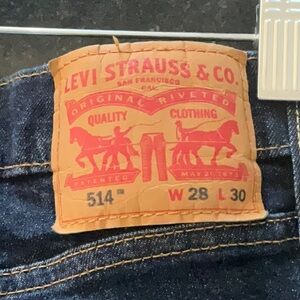 LEVI STRAUSS & CO.
SAN FRANCISCO
CAL.
ORIGINAL RIVETED
QUALITY CLOTHING
PATENTED MAY 20 1873
514™ W 28 L 30